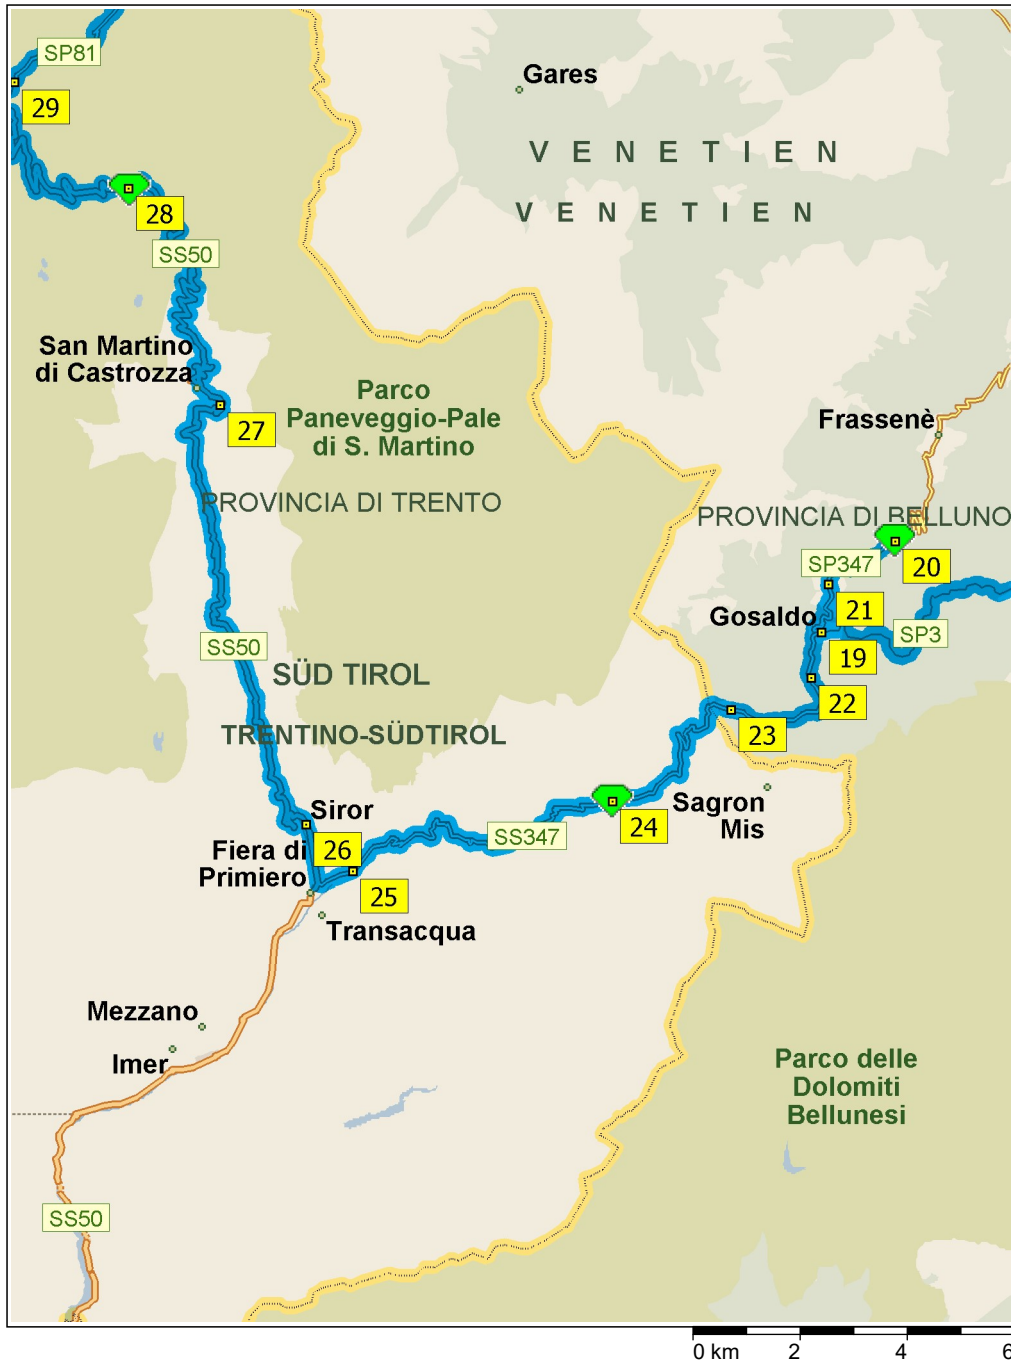 SP81
29
Gares
VENETIEN
VENETIEN
28
SS50
San Martino
di Castrozza
27
Parco
Paneveggio-Pale
di S. Martino
Frassenè
PROVINCIA DI TRENTO
PROVINCIA DI BELLUNO
20
SP347
21
Gosaldo
SP3
19
SS50
SÜD TIROL
22
TRENTINO-SÜDTIROL
23
Siror
Sagron
Mis
24
SS347
26
Fiera di
Primiero
25
Transacqua
Mezzano
Imer
Parco delle
Dolomiti
Bellunesi
SS50
0 km 2 4 6